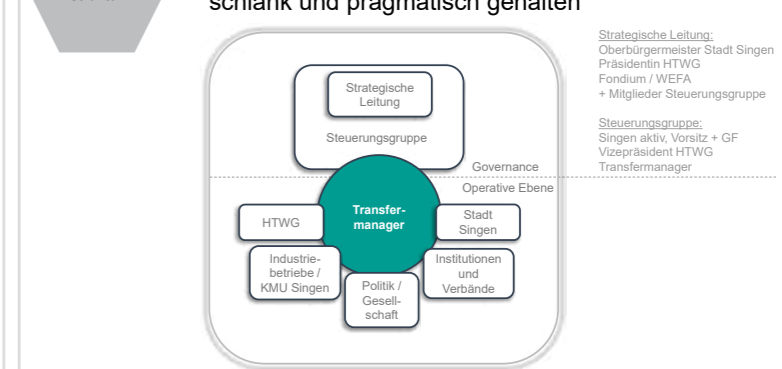 schlank und pragmatisch gehalten
Strategische Leitung:
Oberbürgermeister Stadt Singen
Präsidentin HTWG
Fondium / WEFA
+ Mitglieder Steuerungsgruppe
Steuerungsgruppe:
Singen aktiv, Vorsitz + GF
Vizepräsident HTWG
Transfermanager
Strategische
Leitung
Steuerungsgruppe
Governance
Operative Ebene
Transfer-
manager
HTWG
Stadt
Singen
Industrie-
betriebe /
KMU Singen
Politik /
Gesell-
schaft
Institutionen
und
Verbände